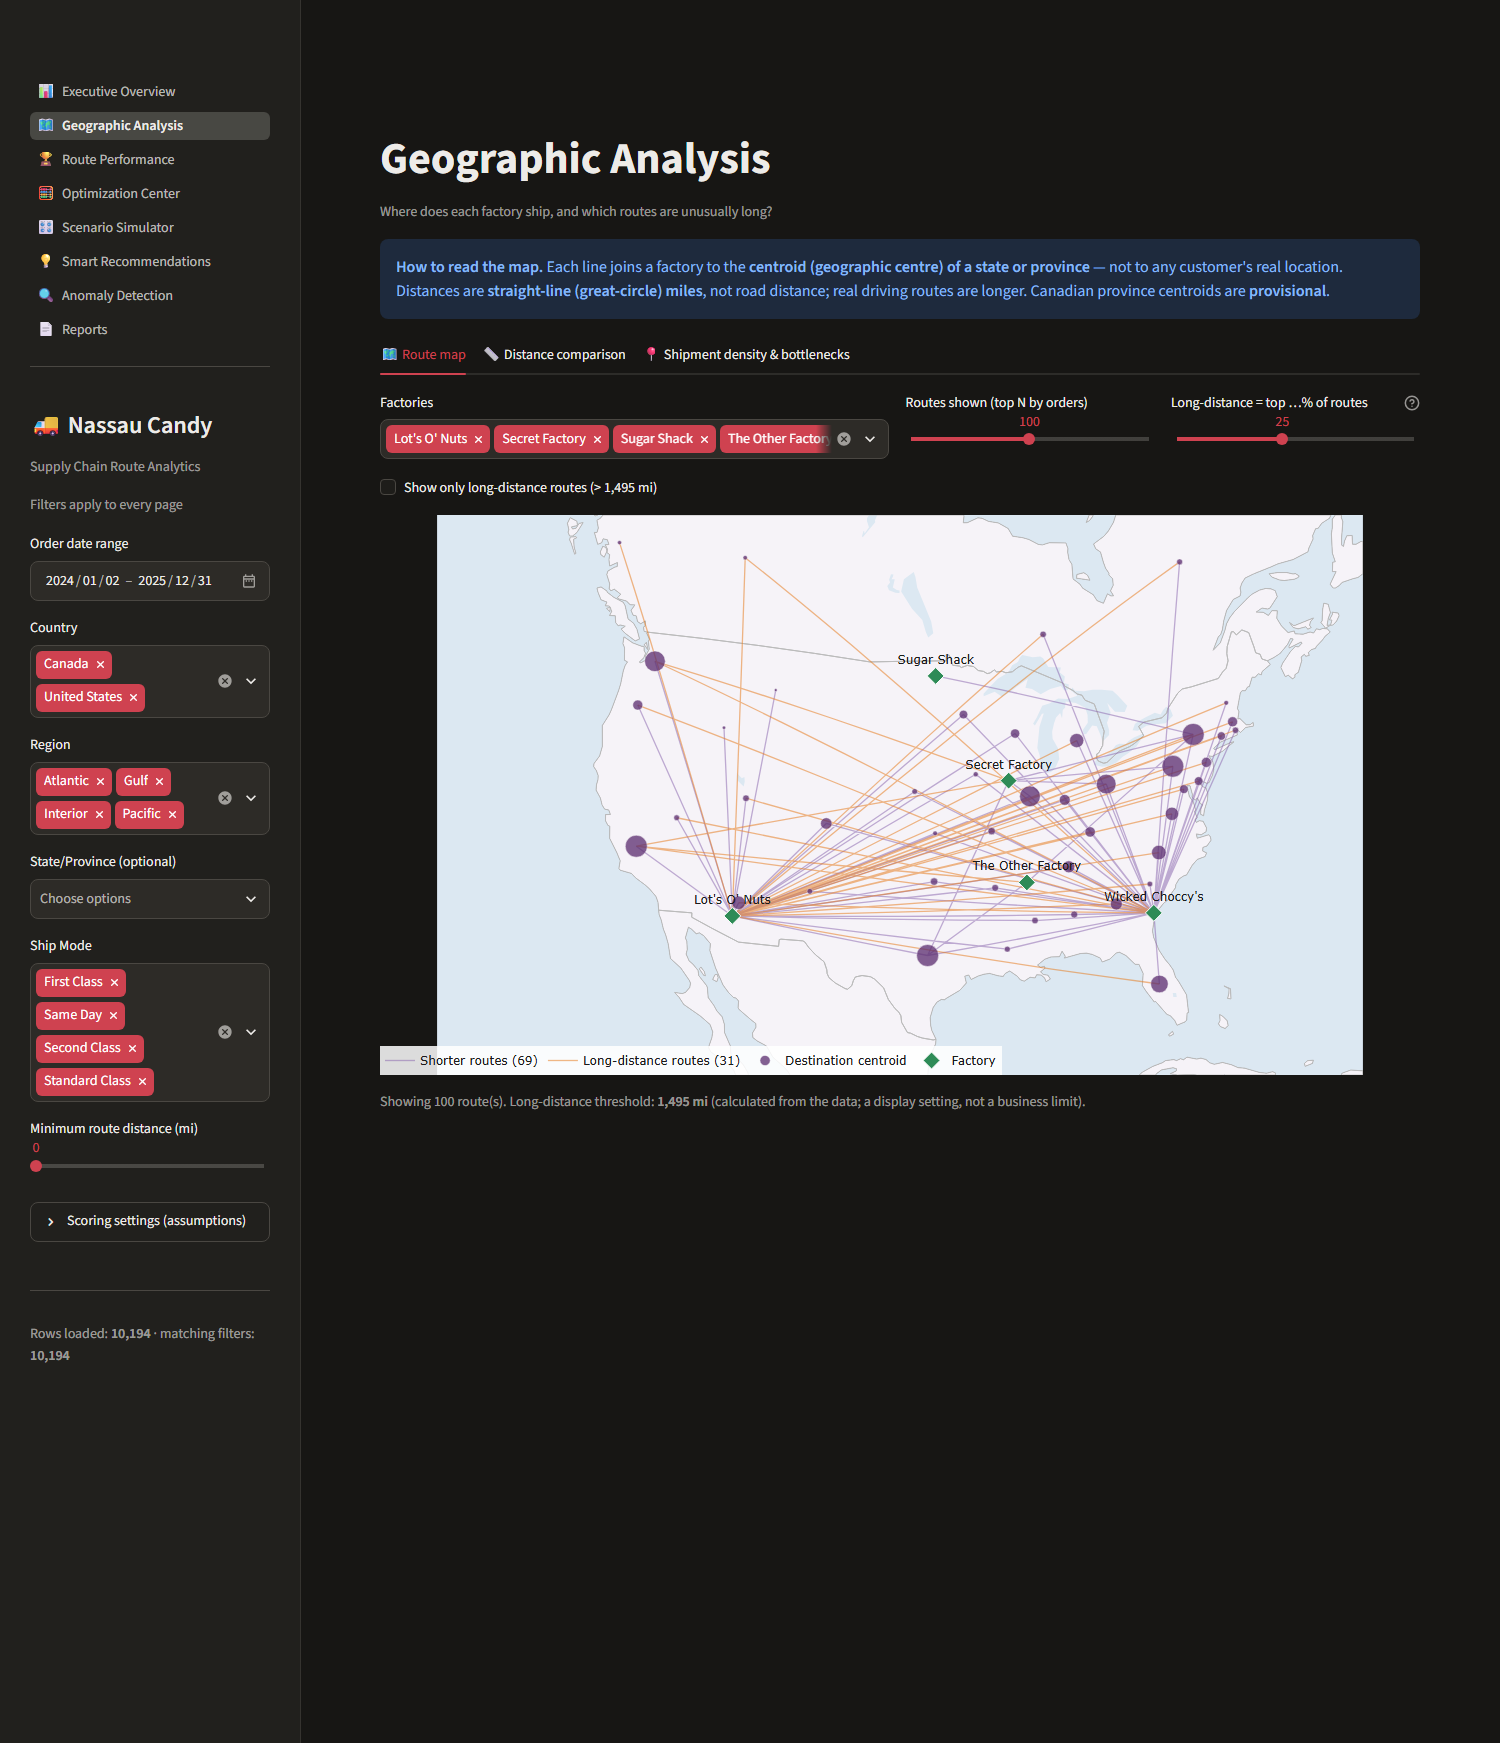 Executive Overview
Geographic Analysis
Route Performance
Optimization Center
Scenario Simulator
Smart Recommendations
Anomaly Detection
Reports
Nassau Candy
Supply Chain Route Analytics
Filters apply to every page
Order date range
2024/01/02 – 2025/12/31
Country
Canada
United States
Region
Atlantic Gulf
Interior Pacific
State/Province (optional)
Choose options
Ship Mode
First Class
Same Day
Second Class
Standard Class
Minimum route distance (mi)
0
Scoring settings (assumptions)
Rows loaded: 10,194 · matching filters:
10,194
Geographic Analysis
Where does each factory ship, and which routes are unusually long?
How to read the map. Each line joins a factory to the centroid (geographic centre) of a state or province — not to any customer's real location.
Distances are straight-line (great-circle) miles, not road distance; real driving routes are longer. Canadian province centroids are provisional.
Route map Distance comparison Shipment density & bottlenecks
Factories
Lot's O' Nuts Secret Factory Sugar Shack The Other Factory
Routes shown (top N by orders)
100
Long-distance = top …% of routes
25
Show only long-distance routes (> 1,495 mi)
Sugar Shack
Secret Factory
The Other Factory
Lot's O' Nuts
Wicked Choccy's
Shorter routes (69) Long-distance routes (31) Destination centroid Factory
Showing 100 route(s). Long-distance threshold: 1,495 mi (calculated from the data; a display setting, not a business limit).